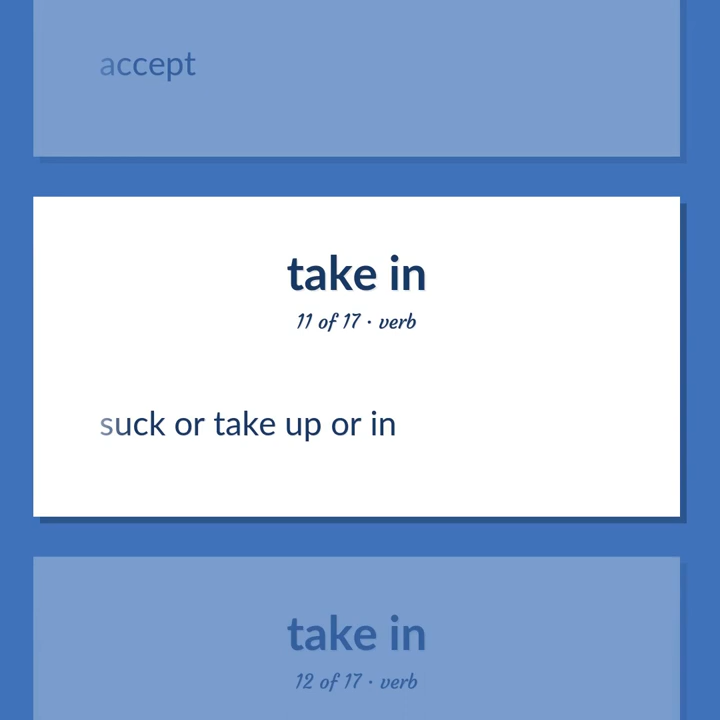 accept
take in
11 of 17 · verb
suck or take up or in
take in
12 of 17 · verb